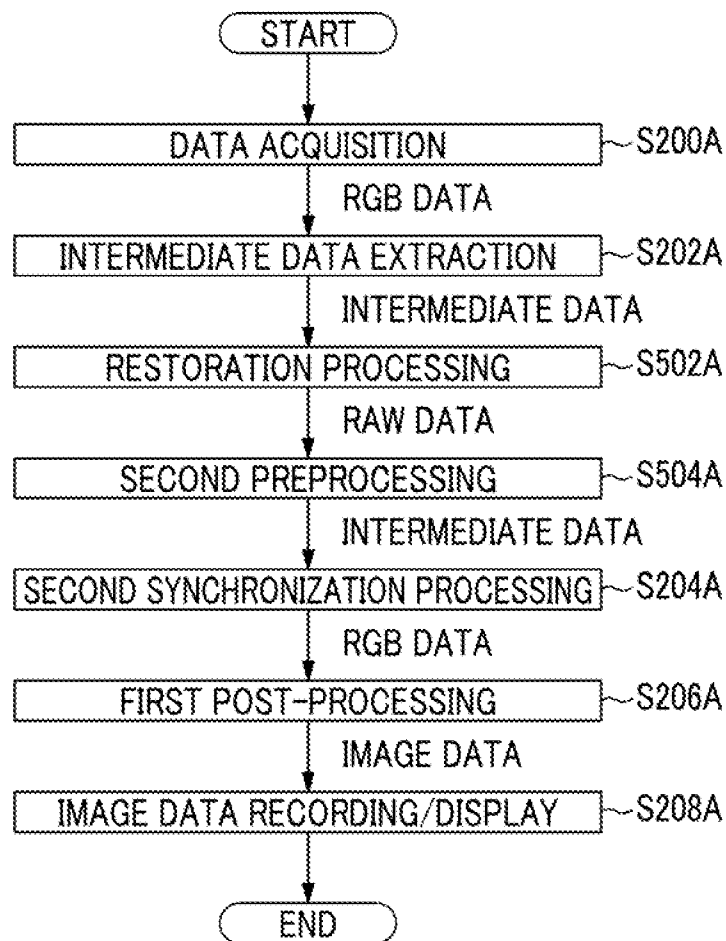 START
DATA ACQUISITION
S200A
RGB DATA
INTERMEDIATE DATA EXTRACTION
S202A
INTERMEDIATE DATA
RESTORATION PROCESSING
S502A
RAW DATA
SECOND PREPROCESSING
S504A
INTERMEDIATE DATA
SECOND SYNCHRONIZATION PROCESSING
S204A
RGB DATA
FIRST POST-PROCESSING
S206A
IMAGE DATA
IMAGE DATA RECORDING/DISPLAY
S208A
END